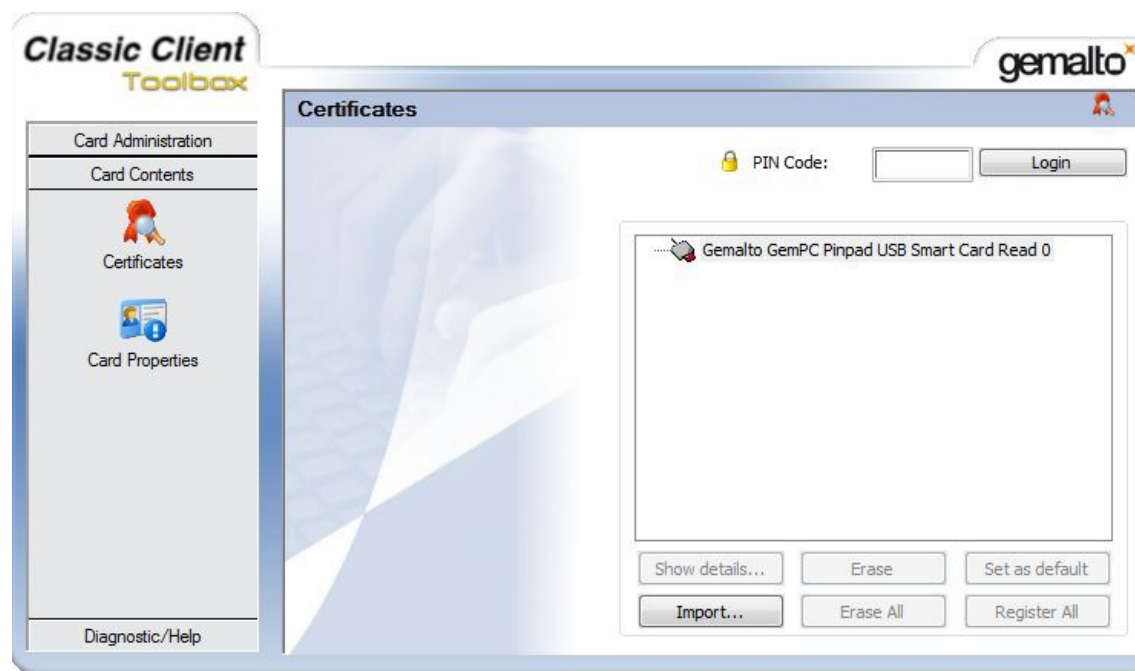 Classic Client
Toolbox
gemalto
Certificates
Card Administration
Card Contents
Certificates
Card Properties
Diagnostic/Help
PIN Code:
Login
Gemalto GemPC Pinpad USB Smart Card Read 0
Show details...
Erase
Set as default
Import...
Erase All
Register All